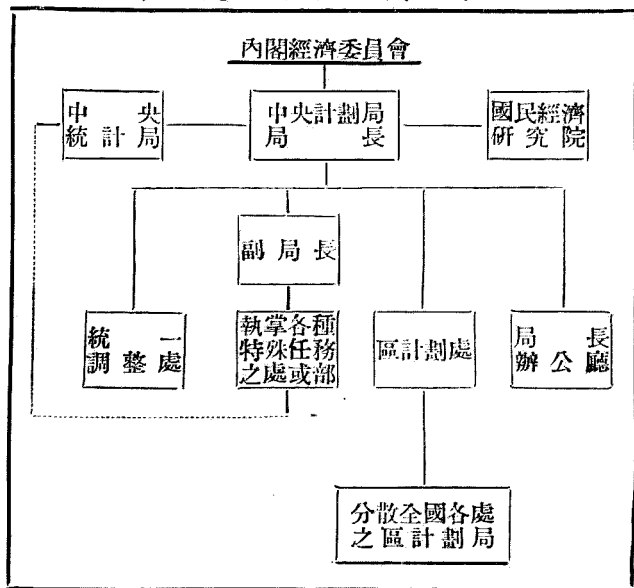 內閣經濟委員會
中央
統計局
中央計劃局
局長
國民經濟
研究院
副局長
統一
調整處
執掌各種
特殊任務
之處或部
區計劃處
局長
辦公廳
分散全國各處
之區計劃局